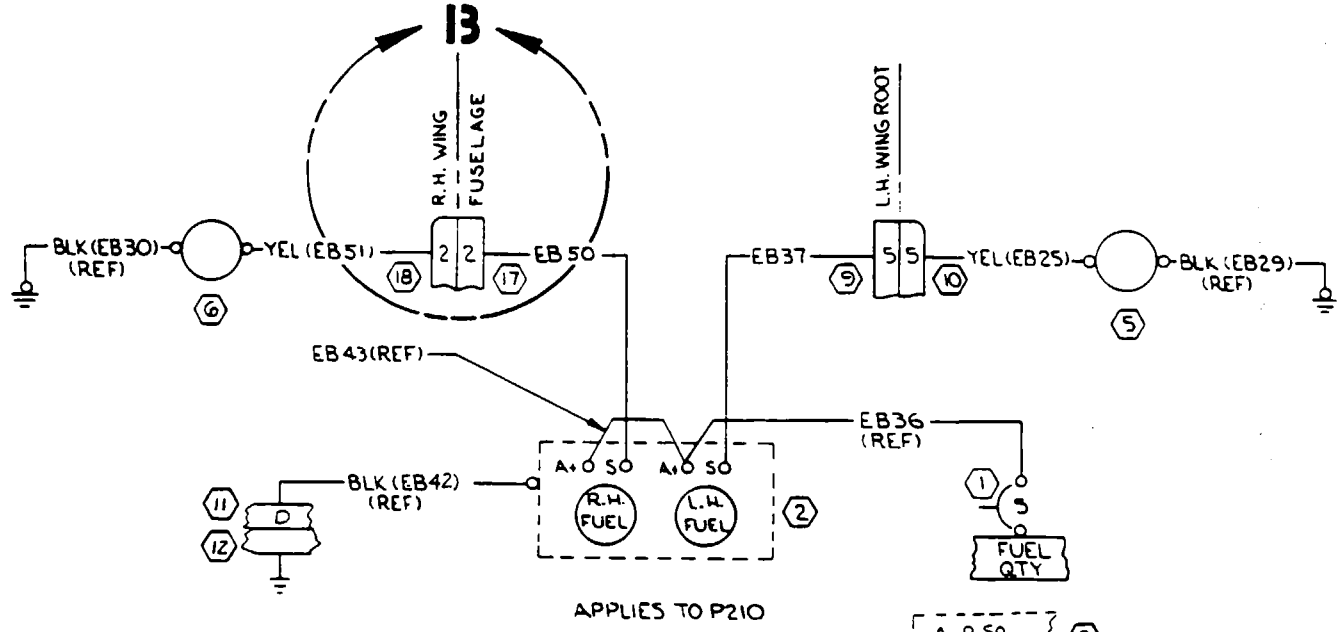 13
R.H. WING
FUSELAGE
L.H. WING ROOT
BLK (EB30)
(REF)
YEL (EB51)
2 2
EB 50
EB37
5 5
YEL (EB25)
BLK (EB29)
(REF)
18
17
9
10
6
5
EB 43 (REF)
EB36
(REF)
A+ S A+ S
BLK (EB42)
(REF)
11
D
12
R.H.
FUEL
L.H.
FUEL
2
1
5
FUEL
QTY
APPLIES TO P210